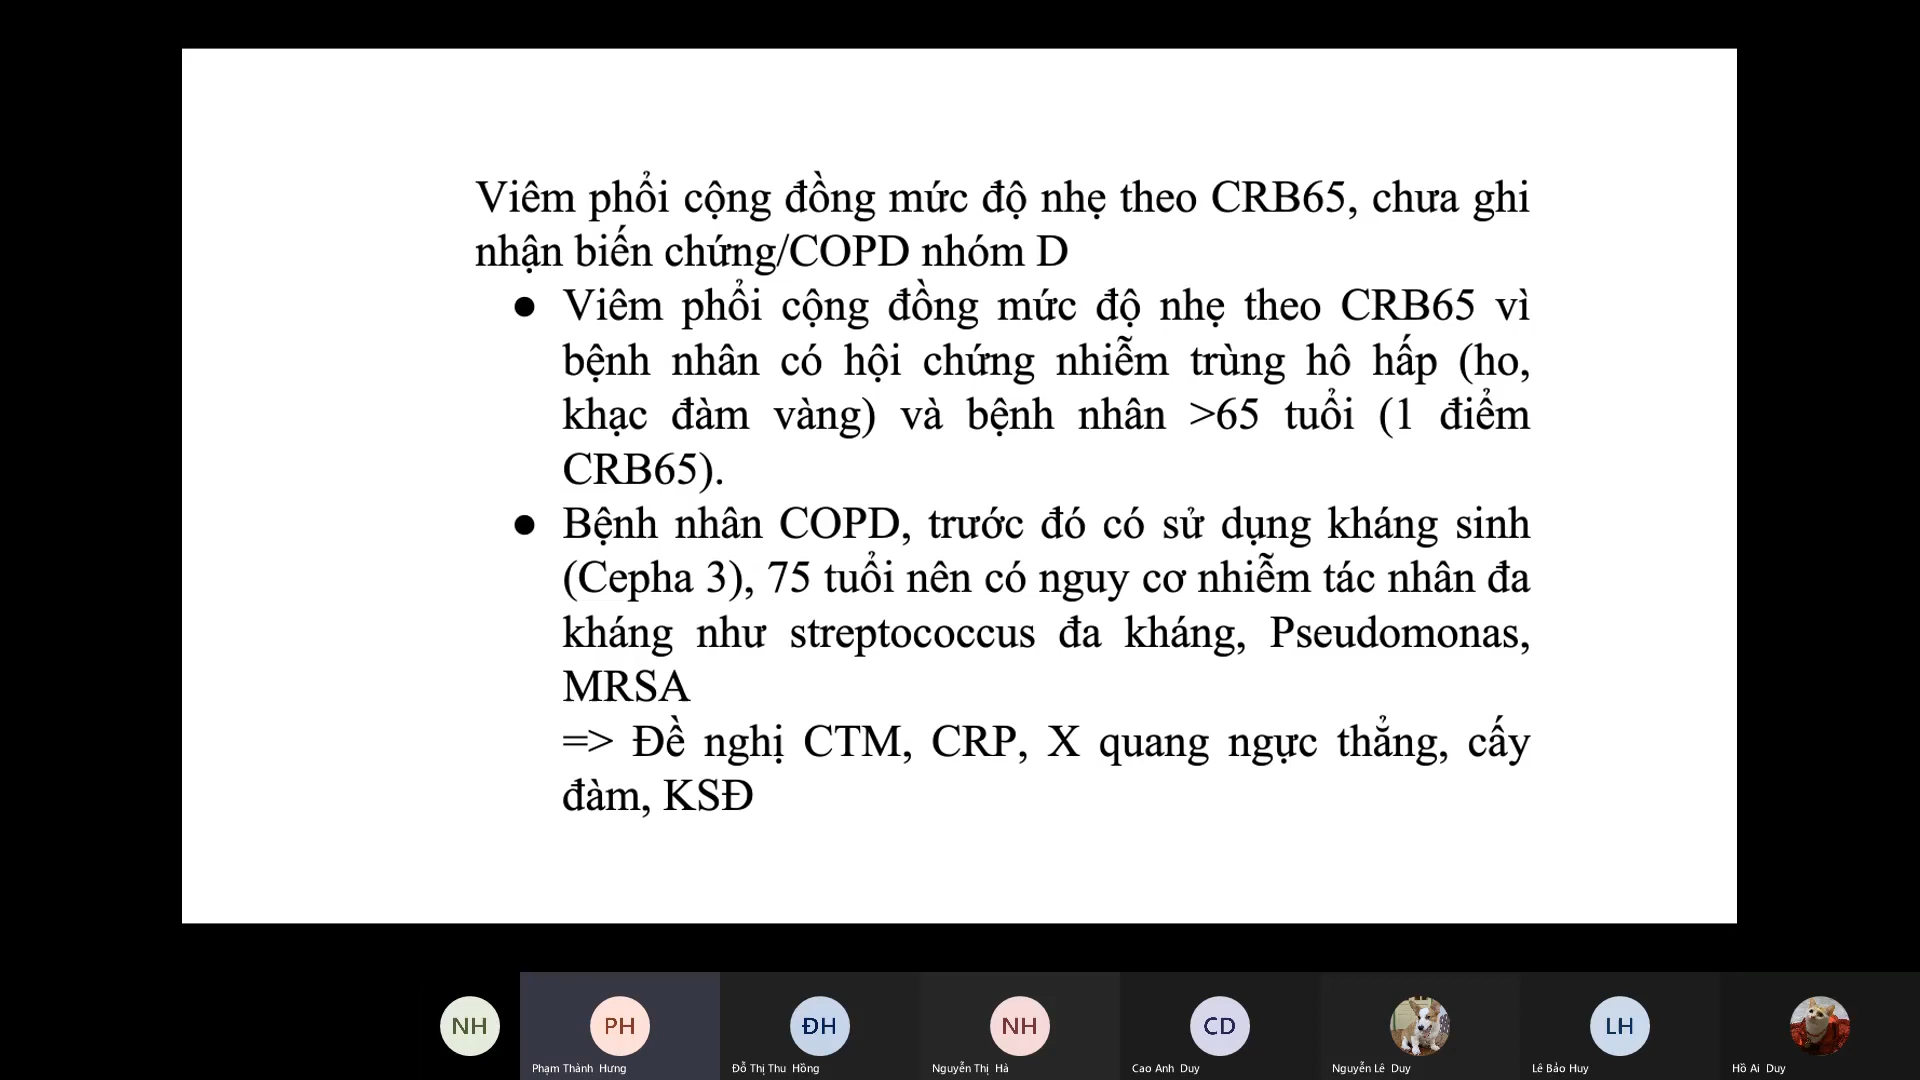 Viêm phổi cộng đồng mức độ nhẹ theo CRB65, chưa ghi
nhận biến chứng/COPD nhóm D
● Viêm phổi cộng đồng mức độ nhẹ theo CRB65 vì
bệnh nhân có hội chứng nhiễm trùng hô hấp (ho,
khạc đàm vàng) và bệnh nhân >65 tuổi (1 điểm
CRB65).
● Bệnh nhân COPD, trước đó có sử dụng kháng sinh
(Cepha 3), 75 tuổi nên có nguy cơ nhiễm tác nhân đa
kháng như streptococcus đa kháng, Pseudomonas,
MRSA
=> Đề nghị CTM, CRP, X quang ngực thẳng, cấy
đàm, KSĐ
NH PH ĐH NH CD LH
Phạm Thành Hưng Đỗ Thị Thu Hồng Nguyễn Thị Hà Cao Anh Duy Nguyễn Lê Duy Lê Bảo Huy Hồ Ai Duy